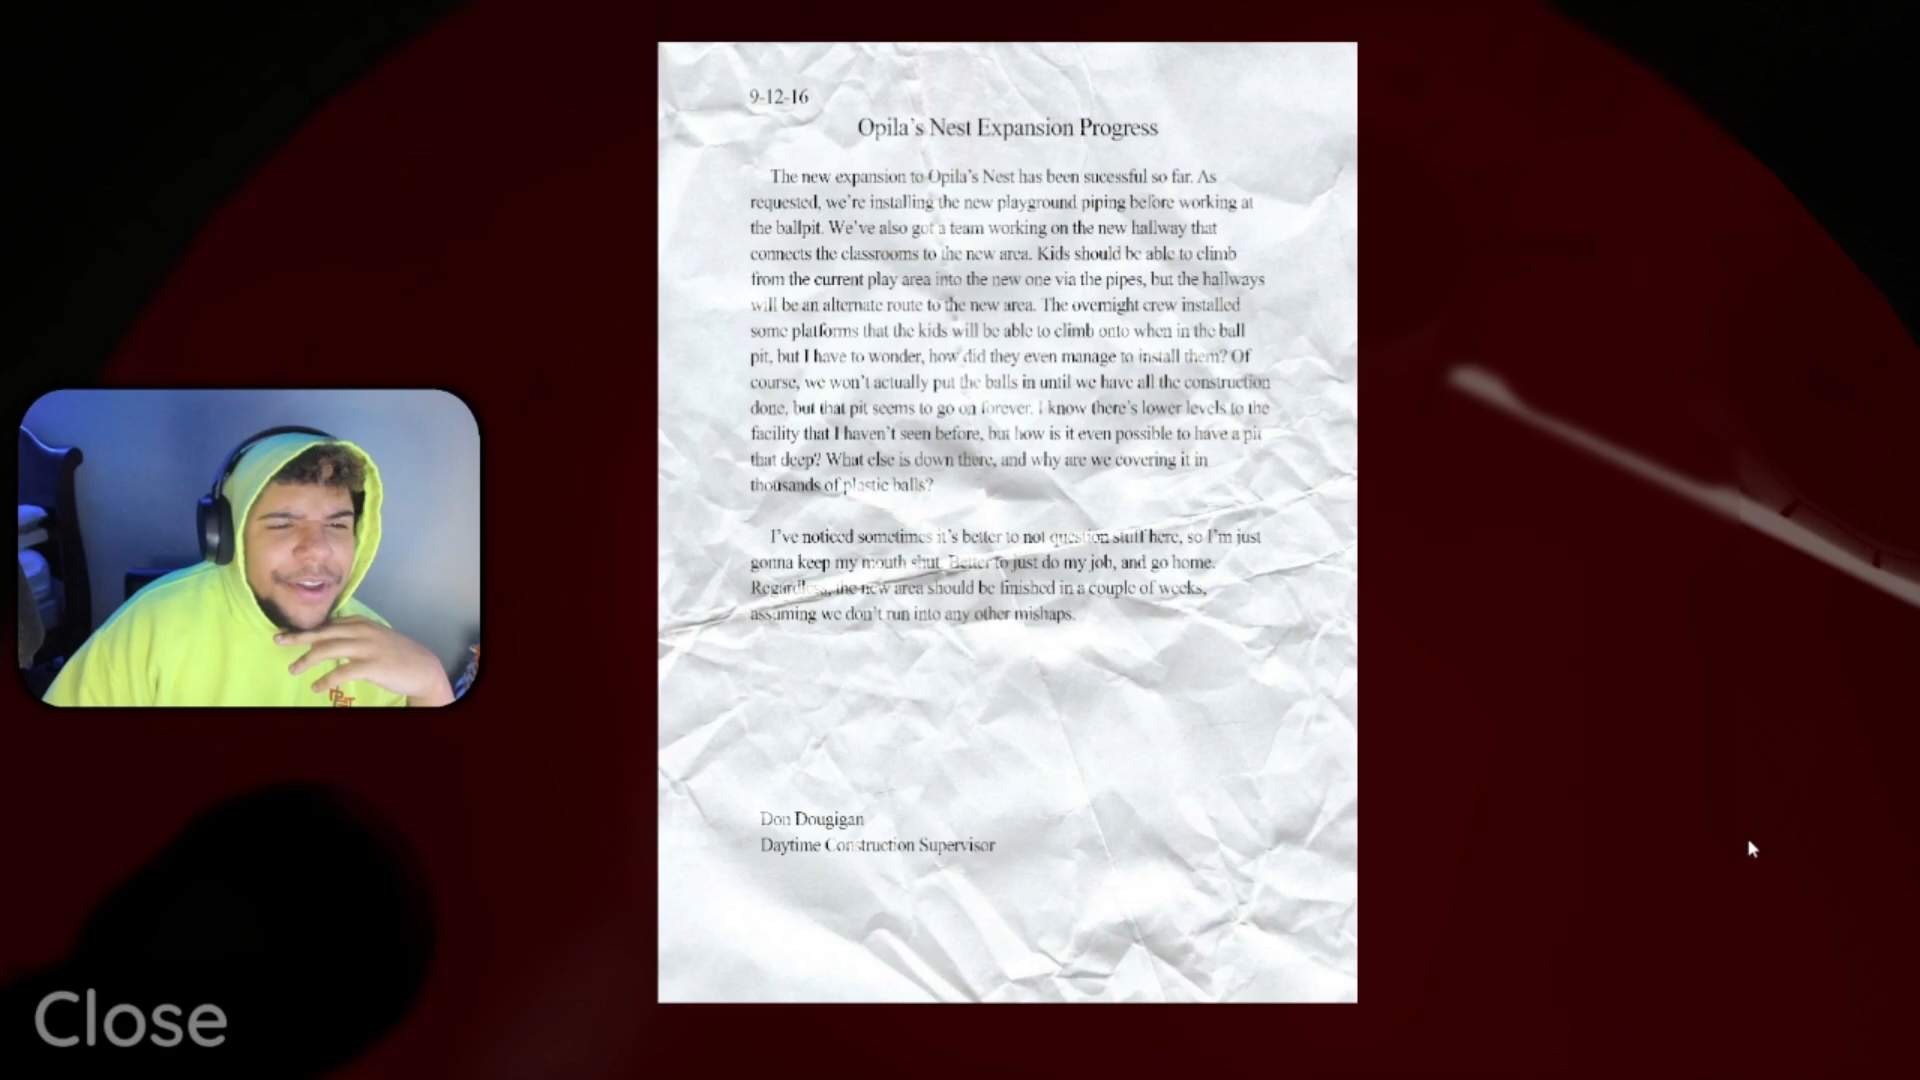 9-12-16
Opila's Nest Expansion Progress
The new expansion to Opila's Nest has been sucessful so far. As
requested, we're installing the new playground piping before working at
the ballpit. We've also got a team working on the new hallway that
connects the classrooms to the new area. Kids should be able to climb
from the current play area into the new one via the pipes, but the hallways
will be an alternate route to the new area. The overnight crew installed
some platforms that the kids will be able to climb onto when in the ball
pit, but I have to wonder, how did they even manage to install them? Of
course, we won't actually put the balls in until we have all the construction
done, but that pit seems to go on forever. I know there's lower levels to the
facility that I haven't seen before, but how is it even possible to have a pit
that deep? What else is down there, and why are we covering it in
thousands of plastic balls?
I've noticed sometimes it's better to not question stuff here, so I'm just
gonna keep my mouth shut. Better to just do my job, and go home.
Regardless, the new area should be finished in a couple of weeks,
assuming we don't run into any other mishaps.
Don Dougigan
Daytime Construction Supervisor
Close